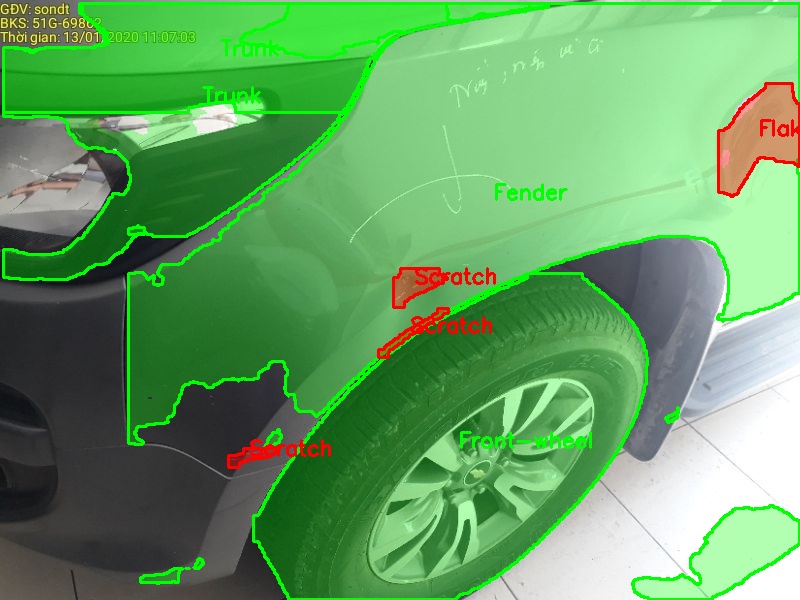 GĐV: sondt
BKS: 51G-69862
Thời gian: 13/01/2020 11:07:03
Trunk
Trunk
Flak
Fender
Scratch
Scratch
Front-wheel
Scratch